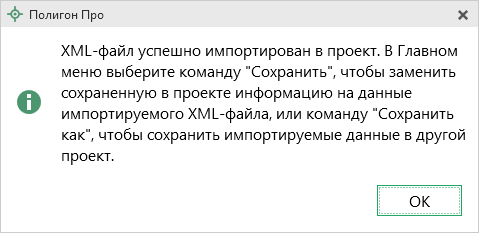 Полигон Про
XML-файл успешно импортирован в проект. В Главном
меню выберите команду "Сохранить", чтобы заменить
сохраненную в проекте информацию на данные
импортируемого XML-файла, или команду "Сохранить
как", чтобы сохранить импортируемые данные в другой
проект.
ОК